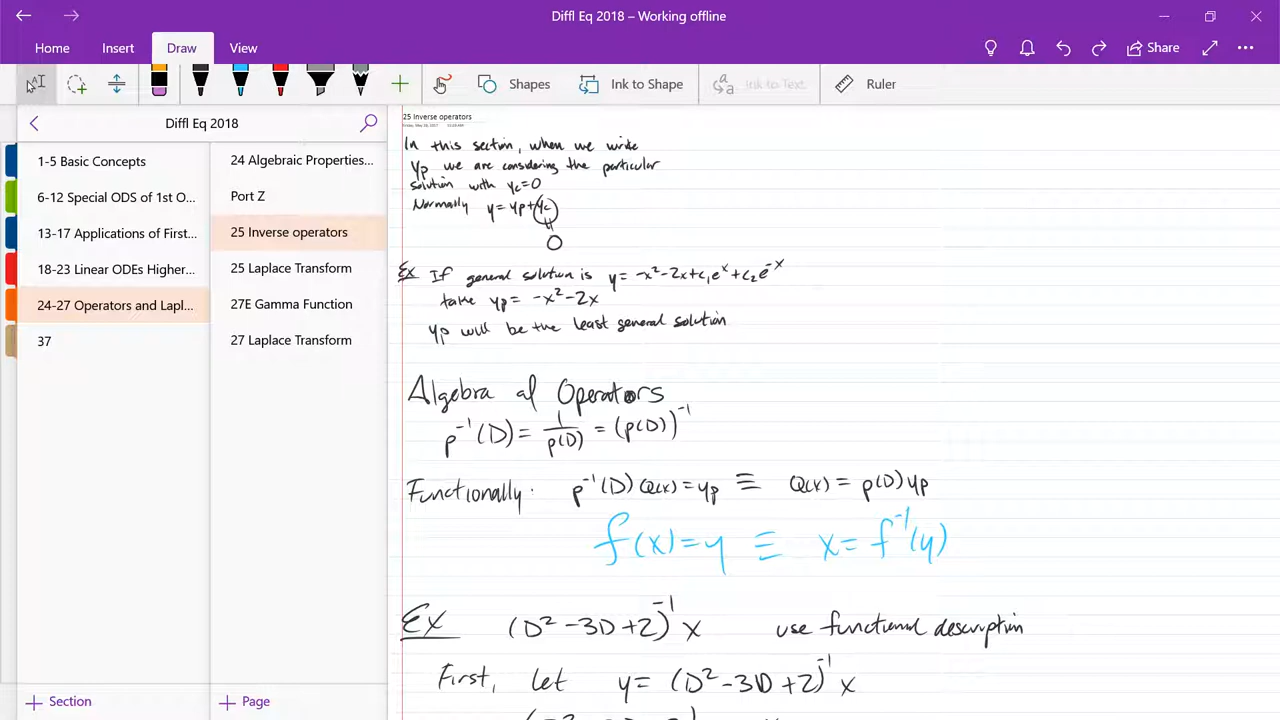 Diffl Eq 2018 – Working offline
Home Insert Draw View
Share
Shapes Ink to Shape Ink to Text Ruler
Diffl Eq 2018
1-5 Basic Concepts
6-12 Special ODS of 1st O...
13-17 Applications of First...
18-23 Linear ODEs Higher...
24-27 Operators and Lapl...
37
24 Algebraic Properties...
Port Z
25 Inverse operators
25 Laplace Transform
27E Gamma Function
27 Laplace Transform
+ Section
+ Page
25 Inverse operators
In this section, when we write
yp we are considering the particular
solution with yc=0
Normally y=yp+yc
0
Ex If general solution is y=-x²-2x+c₁eˣ+c₂e⁻ˣ
take yp= -x²-2x
yp will be the least general solution
Algebra of Operators
p⁻¹(D)= 1/p(D) = (p(D))⁻¹
Functionally: p⁻¹(D)Q(x)=yp ≡ Q(x)= p(D)yp
f(x)=y ≡ x=f⁻¹(y)
Ex (D²-3D+2)⁻¹x use functional description
First, let y= (D²-3D+2)⁻¹x